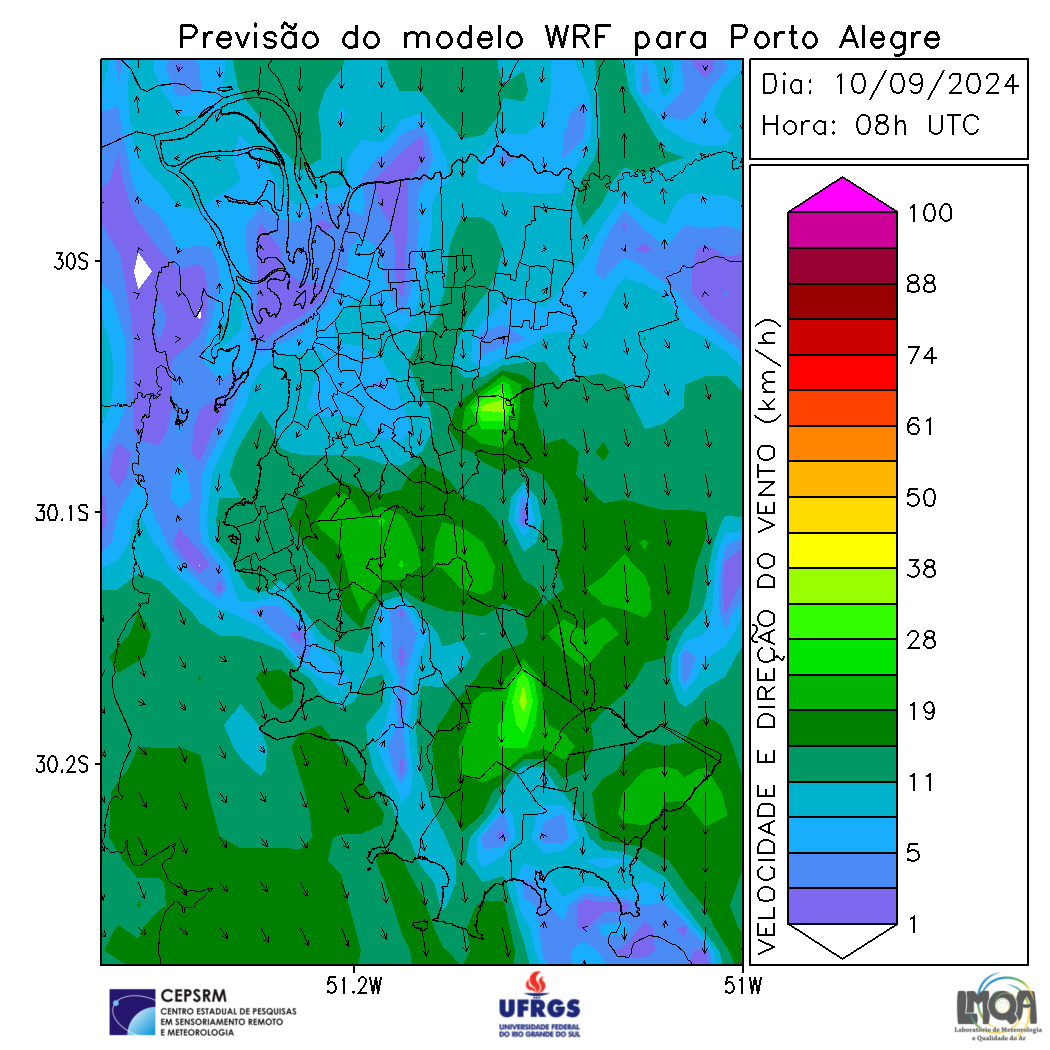 Previsão do modelo WRF para Porto Alegre
Dia: 10/09/2024
Hora: 08h UTC
30S
30.1S
30.2S
51.2W
51W
VELOCIDADE E DIREÇÃO DO VENTO (km/h)
100
88
74
61
50
38
28
19
11
5
1
CEPSRM
CENTRO ESTADUAL DE PESQUISAS
EM SENSORIAMENTO REMOTO
E METEOROLOGIA
UFRGS
UNIVERSIDADE FEDERAL
DO RIO GRANDE DO SUL
LMQA
Laboratório de Meteorologia
e Qualidade do Ar